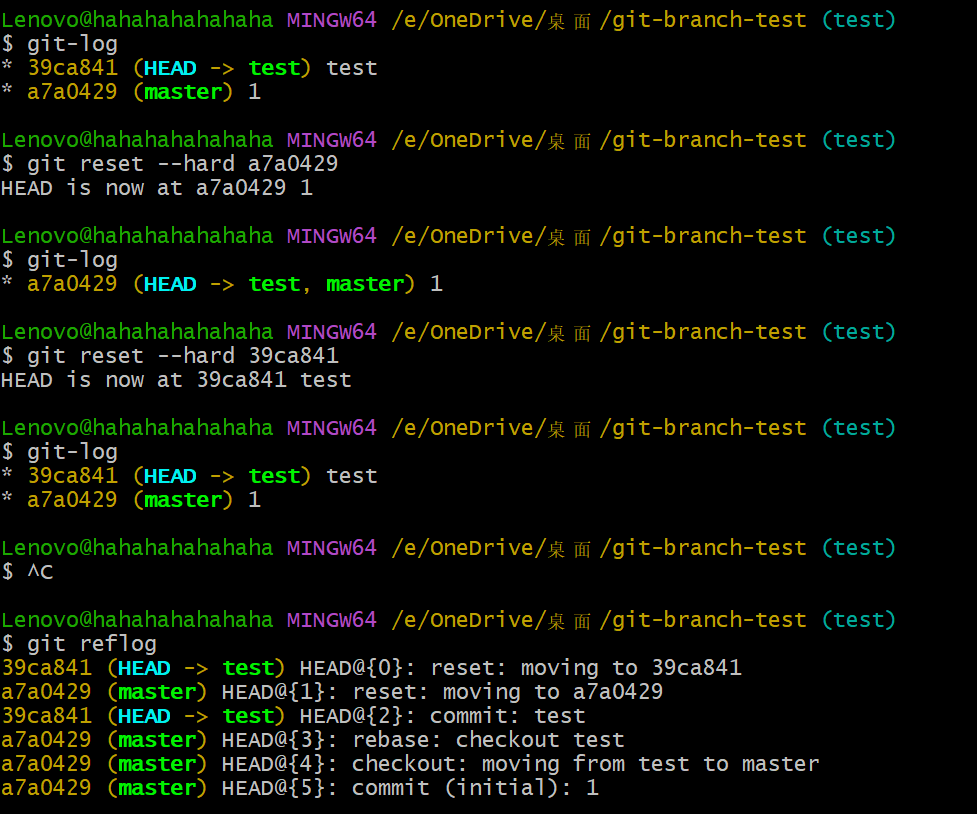 Lenovo@hahahahahahaha MINGW64 /e/OneDrive/桌面/git-branch-test (test)
$ git-log
* 39ca841 (HEAD -> test) test
* a7a0429 (master) 1
Lenovo@hahahahahahaha MINGW64 /e/OneDrive/桌面/git-branch-test (test)
$ git reset --hard a7a0429
HEAD is now at a7a0429 1
Lenovo@hahahahahahaha MINGW64 /e/OneDrive/桌面/git-branch-test (test)
$ git-log
* a7a0429 (HEAD -> test, master) 1
Lenovo@hahahahahahaha MINGW64 /e/OneDrive/桌面/git-branch-test (test)
$ git reset --hard 39ca841
HEAD is now at 39ca841 test
Lenovo@hahahahahahaha MINGW64 /e/OneDrive/桌面/git-branch-test (test)
$ git-log
* 39ca841 (HEAD -> test) test
* a7a0429 (master) 1
Lenovo@hahahahahahaha MINGW64 /e/OneDrive/桌面/git-branch-test (test)
$ ^C
Lenovo@hahahahahahaha MINGW64 /e/OneDrive/桌面/git-branch-test (test)
$ git reflog
39ca841 (HEAD -> test) HEAD@{0}: reset: moving to 39ca841
a7a0429 (master) HEAD@{1}: reset: moving to a7a0429
39ca841 (HEAD -> test) HEAD@{2}: commit: test
a7a0429 (master) HEAD@{3}: rebase: checkout test
a7a0429 (master) HEAD@{4}: checkout: moving from test to master
a7a0429 (master) HEAD@{5}: commit (initial): 1